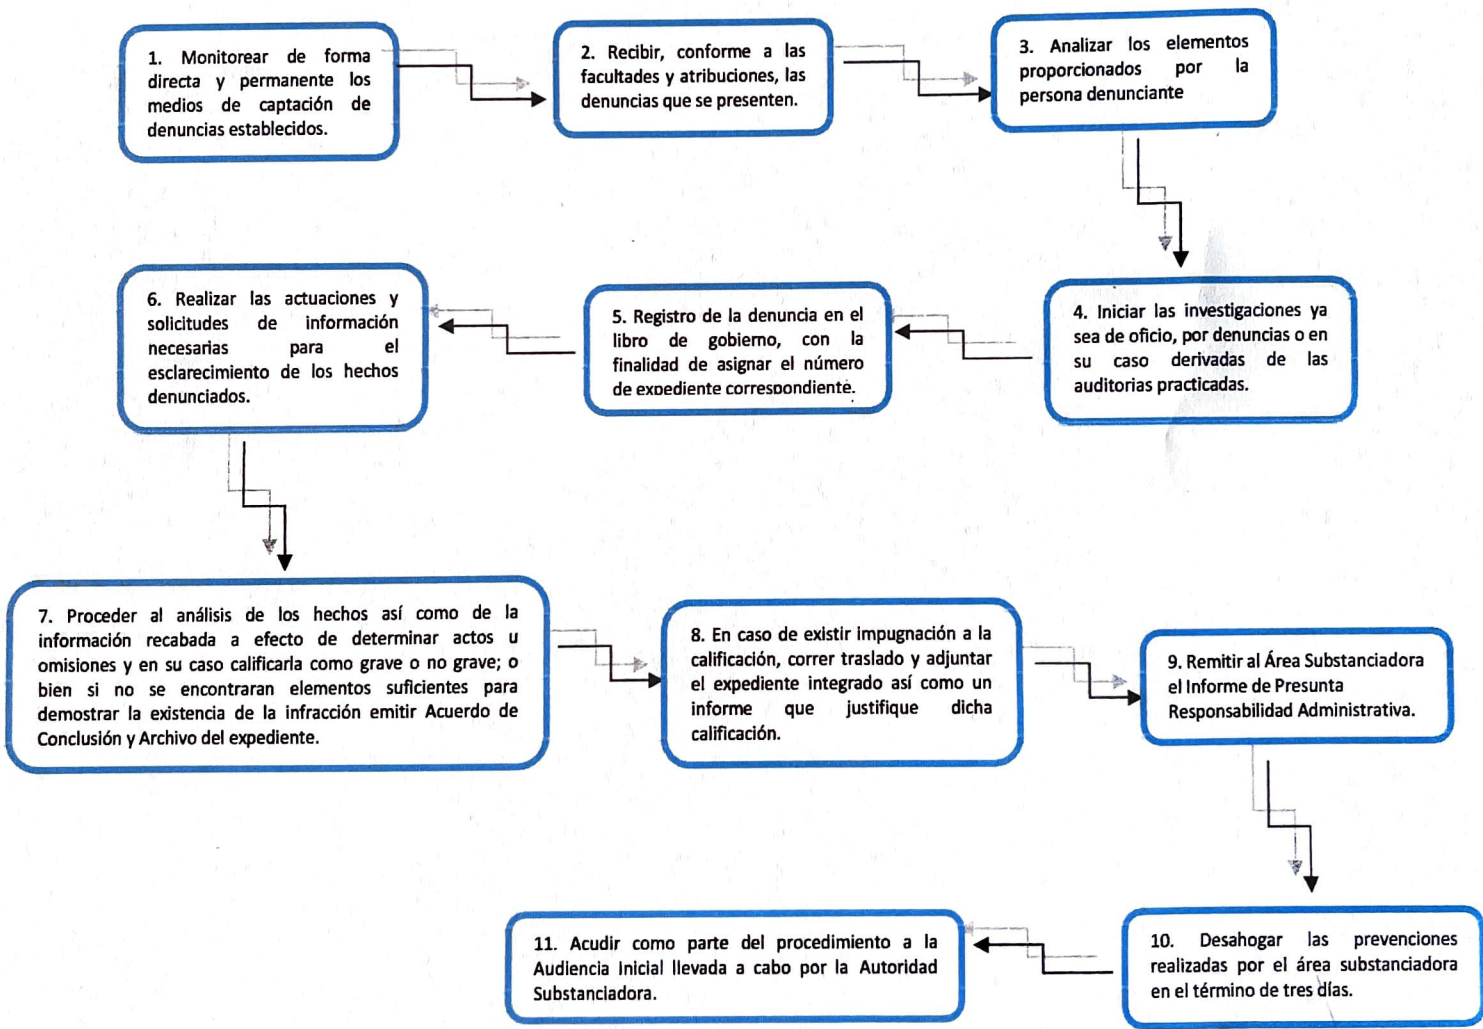 1. Monitorear de forma
directa y permanente los
medios de captación de
denuncias establecidos.
2. Recibir, conforme a las
facultades y atribuciones, las
denuncias que se presenten.
3. Analizar los elementos
proporcionados por la
persona denunciante
4. Iniciar las investigaciones ya
sea de oficio, por denuncias o en
su caso derivadas de las
auditorias practicadas.
5. Registro de la denuncia en el
libro de gobierno, con la
finalidad de asignar el número
de expediente correspondiente.
6. Realizar las actuaciones y
solicitudes de información
necesarias para el
esclarecimiento de los hechos
denunciados.
7. Proceder al análisis de los hechos así como de la
información recabada a efecto de determinar actos u
omisiones y en su caso calificarla como grave o no grave; o
bien si no se encontraran elementos suficientes para
demostrar la existencia de la infracción emitir Acuerdo de
Conclusión y Archivo del expediente.
8. En caso de existir impugnación a la
calificación, correr traslado y adjuntar
el expediente integrado así como un
informe que justifique dicha
calificación.
9. Remitir al Área Substanciadora
el Informe de Presunta
Responsabilidad Administrativa.
10. Desahogar las prevenciones
realizadas por el área substanciadora
en el término de tres días.
11. Acudir como parte del procedimiento a la
Audiencia Inicial llevada a cabo por la Autoridad
Substanciadora.